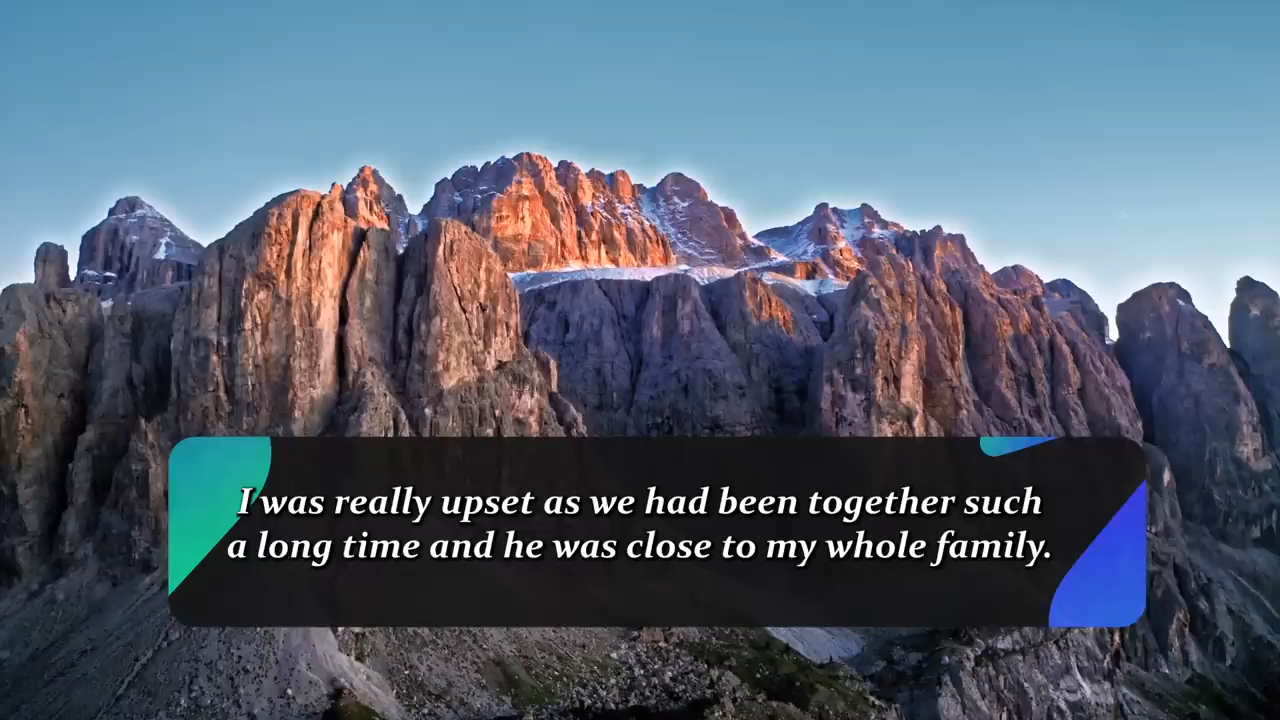 I was really upset as we had been together such
a long time and he was close to my whole family.